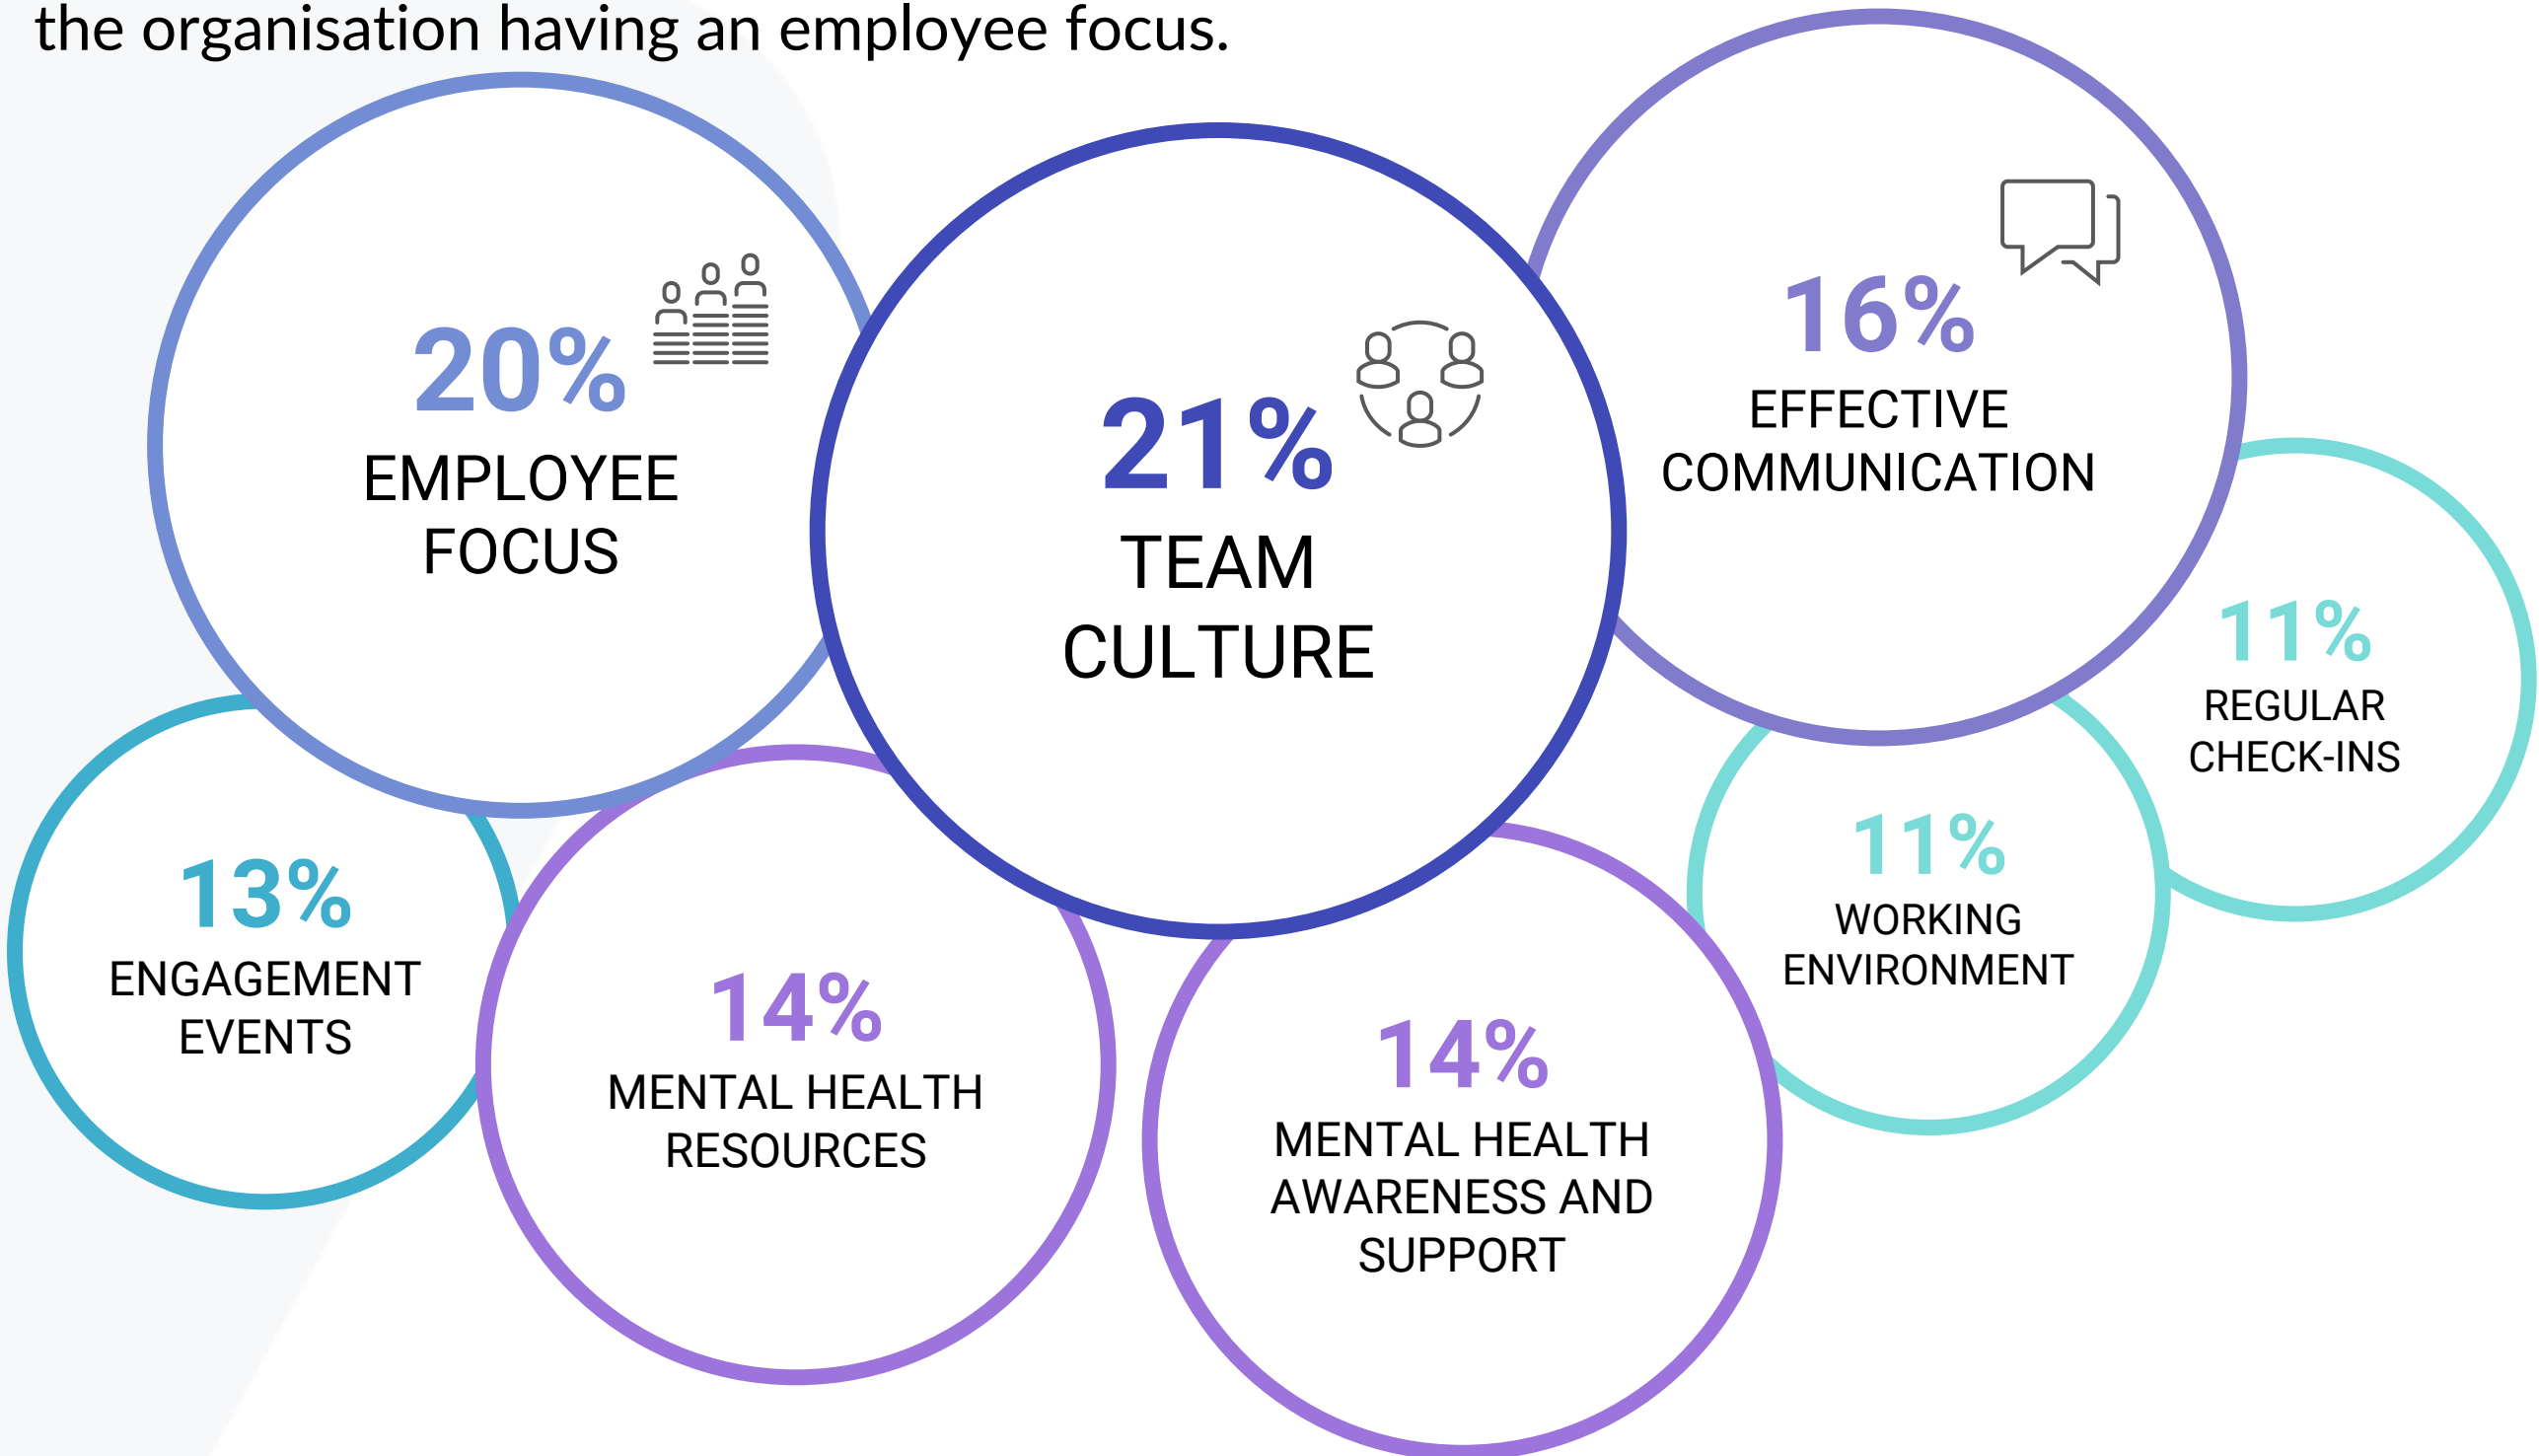 the organisation having an employee focus.
20%
EMPLOYEE
FOCUS
21%
TEAM
CULTURE
16%
EFFECTIVE
COMMUNICATION
11%
REGULAR
CHECK-INS
11%
WORKING
ENVIRONMENT
13%
ENGAGEMENT
EVENTS
14%
MENTAL HEALTH
RESOURCES
14%
MENTAL HEALTH
AWARENESS AND
SUPPORT